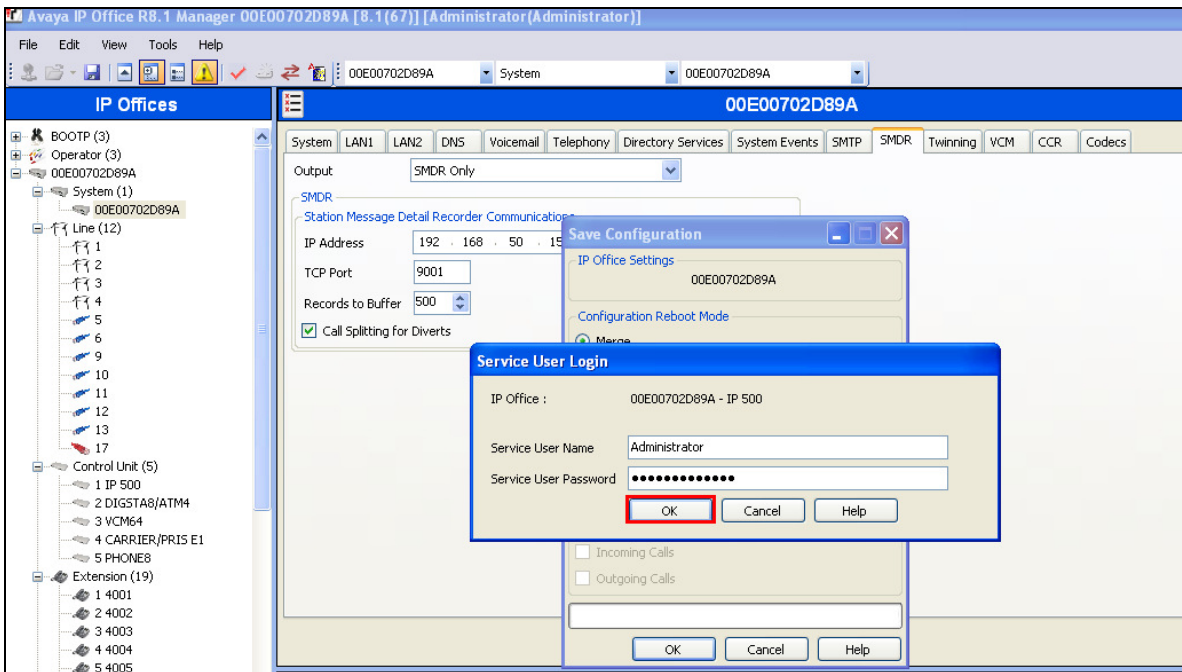 Avaya IP Office R8.1 Manager 00E00702D89A [8.1(67)] [Administrator(Administrator)]
File Edit View Tools Help
00E00702D89A System 00E00702D89A
IP Offices
00E00702D89A
BOOTP (3)
Operator (3)
00E00702D89A
System (1)
00E00702D89A
Line (12)
1
2
3
4
5
6
9
10
11
12
13
17
Control Unit (5)
1 IP 500
2 DIGSTA8/ATM4
3 VCM64
4 CARRIER/PRIS E1
5 PHONE8
Extension (19)
1 4001
2 4002
3 4003
4 4004
5 4005
System LAN1 LAN2 DNS Voicemail Telephony Directory Services System Events SMTP SMDR Twinning VCM CCR Codecs
Output SMDR Only
SMDR
Station Message Detail Recorder Communications
IP Address 192 . 168 . 50 . 15
TCP Port 9001
Records to Buffer 500
Call Splitting for Diverts
Save Configuration
IP Office Settings
00E00702D89A
Configuration Reboot Mode
Merge
Service User Login
IP Office : 00E00702D89A - IP 500
Service User Name Administrator
Service User Password •••••••••••••
OK Cancel Help
Incoming Calls
Outgoing Calls
OK Cancel Help